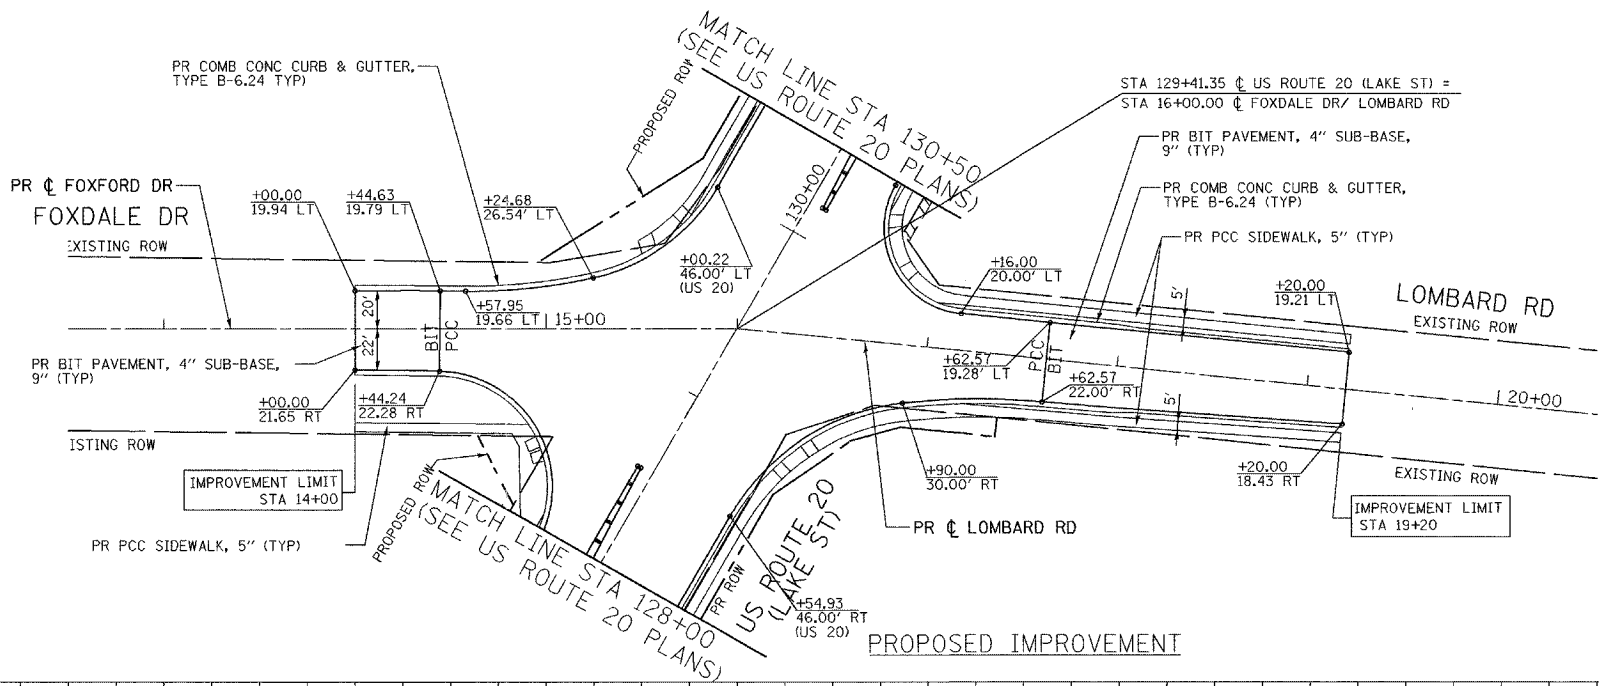 MATCH LINE STA 130+50
(SEE US ROUTE 20 PLANS)
PR COMB CONC CURB & GUTTER,
TYPE B-6.24 TYP)
PROPOSED ROW
130+00
STA 129+41.35 ℄ US ROUTE 20 (LAKE ST) =
STA 16+00.00 ℄ FOXDALE DR/ LOMBARD RD
PR BIT PAVEMENT, 4" SUB-BASE,
9" (TYP)
PR COMB CONC CURB & GUTTER,
TYPE B-6.24 (TYP)
PR PCC SIDEWALK, 5" (TYP)
PR ℄ FOXFORD DR
FOXDALE DR
EXISTING ROW
+00.00
19.94 LT
+44.63
19.79 LT
+24.68
26.54' LT
+00.22
46.00' LT
(US 20)
+16.00
20.00' LT
5'
+20.00
19.21 LT
LOMBARD RD
EXISTING ROW
+57.95
19.66 LT
15+00
20'
22'
BIT
PCC
PR BIT PAVEMENT, 4" SUB-BASE,
9" (TYP)
+00.00
21.65 RT
+44.24
22.28 RT
+62.57
19.28' LT
PCC
BIT
+62.57
22.00' RT
5'
20+00
ISTING ROW
IMPROVEMENT LIMIT
STA 14+00
PROPOSED ROW
PR PCC SIDEWALK, 5" (TYP)
MATCH LINE STA 128+00
(SEE US ROUTE 20 PLANS)
+90.00
30.00' RT
+20.00
18.43 RT
EXISTING ROW
IMPROVEMENT LIMIT
STA 19+20
PR ℄ LOMBARD RD
PR ROW
US ROUTE 20
(LAKE ST)
+54.93
46.00' RT
(US 20)
PROPOSED IMPROVEMENT